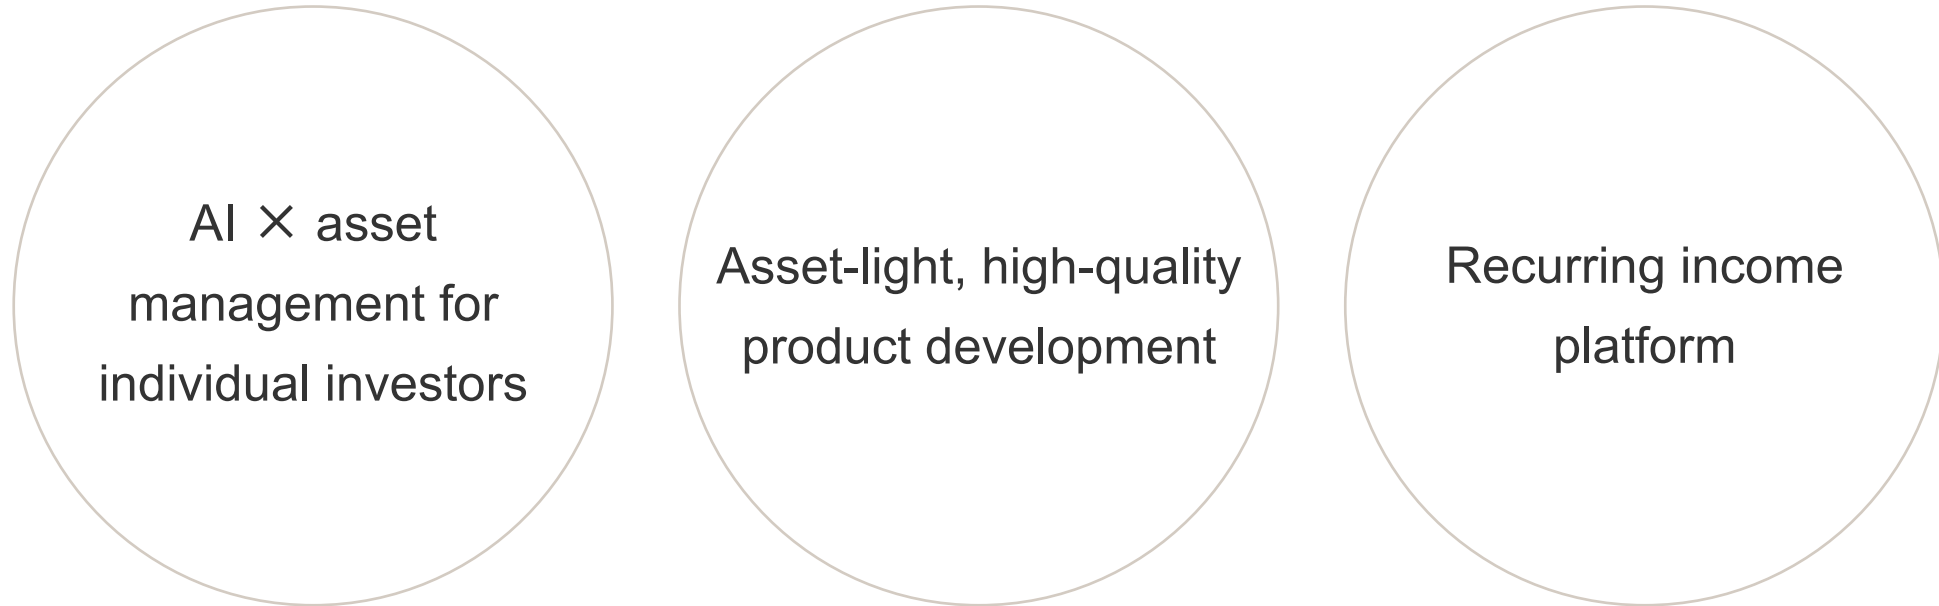 AI × asset
management for
individual investors
Asset-light, high-quality
product development
Recurring income
platform